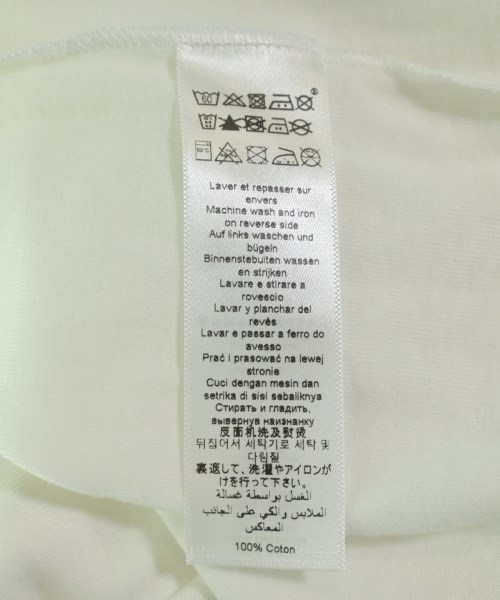 Laver et repasser sur
envers
Machine wash and iron
on reverse side
Auf links waschen und
bügeln
Binnenstebuiten wassen
en strijken
Lavare e stirare a
rovescio
Lavar y planchar del
revés
Lavare e passar a ferro do
avesso
Prać i prasować na lewej
stronie
Cuci dengan mesin dan
setrika di sisi sebaliknya
Стирать и гладить,
вывернув наизнанку
反面机洗及熨烫
뒤집어서 세탁기로 세탁 및
다림질
裏返して、洗濯やアイロンが
けを行って下さい。
الغسل بواسطة غسالة
الملابس والكي على الجانب
المعاكس
100% Coton